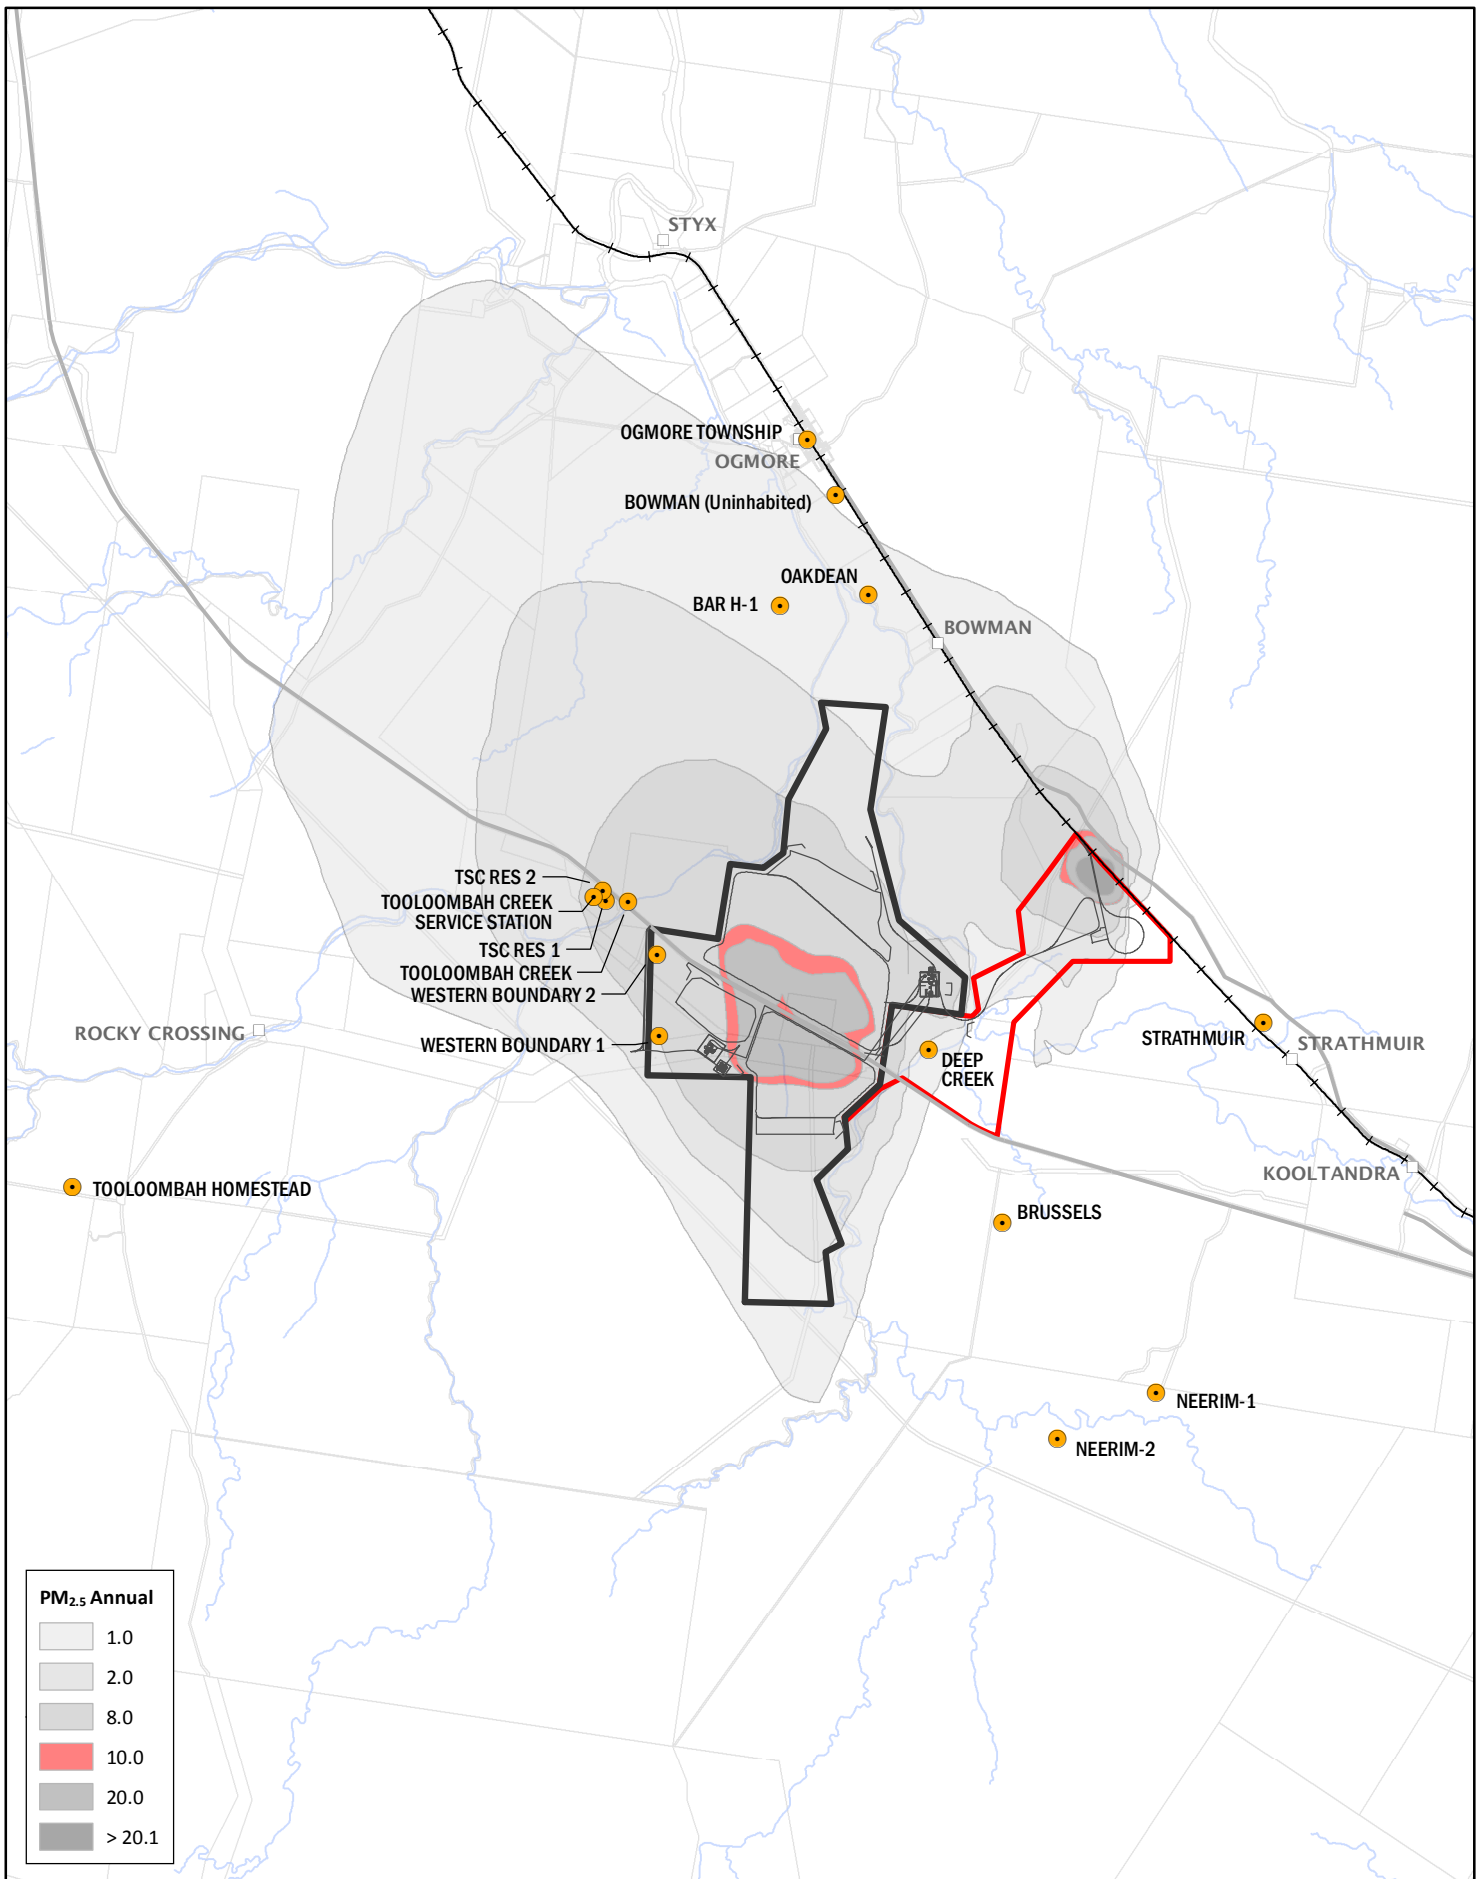 STYX
OGMORE TOWNSHIP
OGMORE
BOWMAN (Uninhabited)
OAKDEAN
BAR H-1
BOWMAN
TSC RES 2
TOOLOOMBAH CREEK
SERVICE STATION
TSC RES 1
TOOLOOMBAH CREEK
WESTERN BOUNDARY 2
ROCKY CROSSING
WESTERN BOUNDARY 1
STRATHMUIR
STRATHMUIR
DEEP
CREEK
KOOLTANDRA
TOOLOOMBAH HOMESTEAD
BRUSSELS
NEERIM-1
NEERIM-2
PM2.5 Annual
1.0
2.0
8.0
10.0
20.0
> 20.1